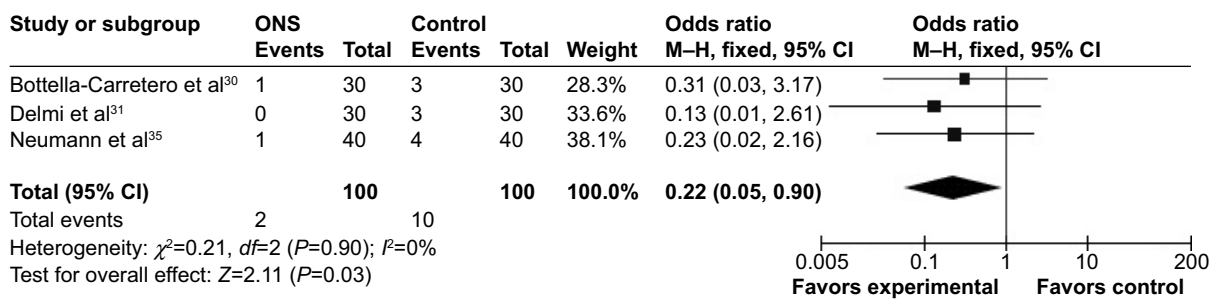 Study or subgroup ONS Control Odds ratio Odds ratio
Events Total Events Total Weight M–H, fixed, 95% CI M–H, fixed, 95% CI
Bottella-Carretero et al³⁰ 1 30 3 30 28.3% 0.31 (0.03, 3.17)
Delmi et al³¹ 0 30 3 30 33.6% 0.13 (0.01, 2.61)
Neumann et al³⁵ 1 40 4 40 38.1% 0.23 (0.02, 2.16)
Total (95% CI) 100 100 100.0% 0.22 (0.05, 0.90)
Total events 2 10
Heterogeneity: χ²=0.21, df=2 (P=0.90); I²=0%
Test for overall effect: Z=2.11 (P=0.03)
0.005 0.1 1 10 200
Favors experimental Favors control